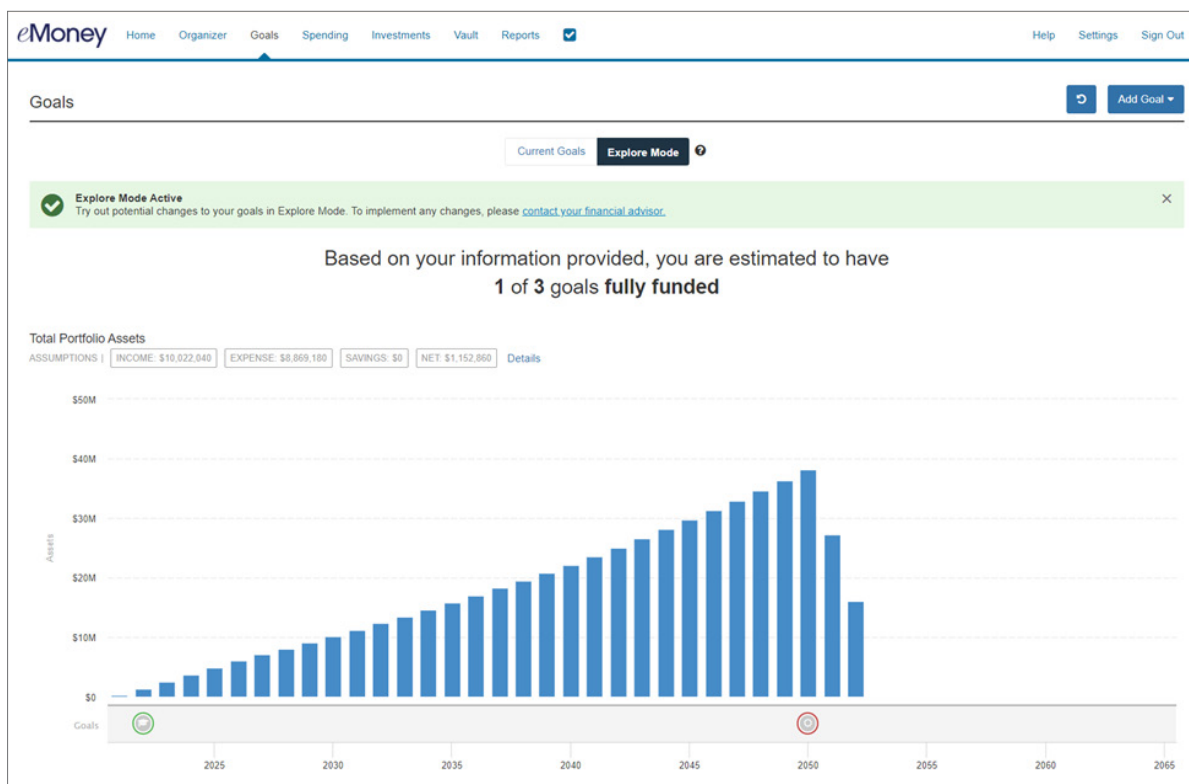 eMoney Home Organizer Goals Spending Investments Vault Reports Help Settings Sign Out
Goals Add Goal
Current Goals Explore Mode
Explore Mode Active
Try out potential changes to your goals in Explore Mode. To implement any changes, please contact your financial advisor.
Based on your information provided, you are estimated to have
1 of 3 goals fully funded
Total Portfolio Assets
ASSUMPTIONS | INCOME: $10,022,040 EXPENSE: $8,869,180 SAVINGS: $0 NET: $1,152,860 Details
$50M
$40M
$30M
Assets
$20M
$10M
$0
Goals
2025 2030 2035 2040 2045 2050 2055 2060 2065